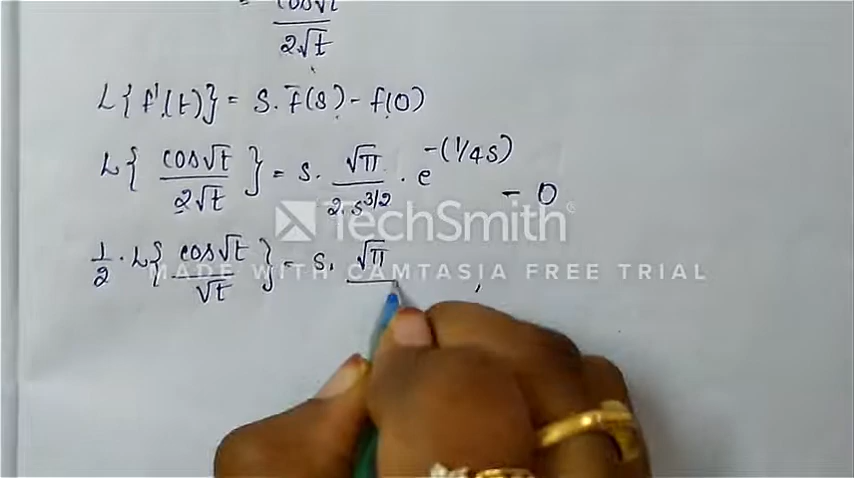 = cos√t / 2√t
L{f'(t)} = S. f̄(s) - f(0)
L{ cos√t / 2√t } = s. √π / 2.s^3/2 . e^-(1/4s) - 0
1/2 . L{ cos√t / √t } = s. √π
TechSmith®
MADE WITH CAMTASIA FREE TRIAL